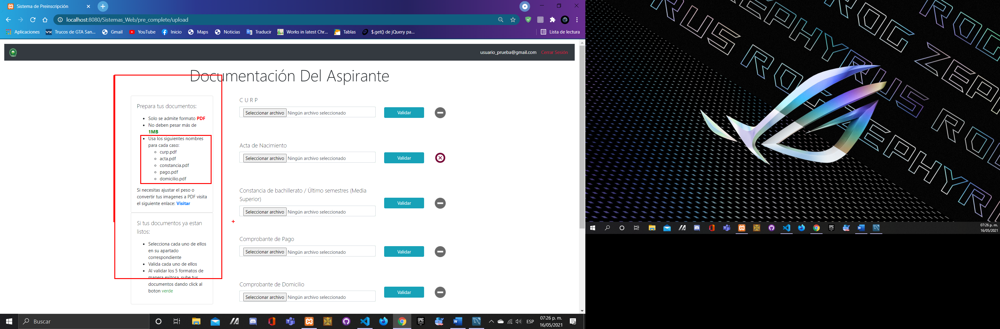 Sistema de Preinscripción
localhost:8080/Sistemas_Web/pre_complete/upload
Aplicaciones
Trucos de GTA San...
Gmail
YouTube
Inicio
Maps
Noticias
Traducir
Works in latest Chr...
Tablas
$.get() de jQuery pa...
Lista de lectura
usuario_prueba@gmail.com Cerrar Sesión
Documentación Del Aspirante
Prepara tus documentos:
Solo se admite formato PDF
No deben pesar más de
1MB
Usa los siguientes nombres
para cada caso:
curp.pdf
acta.pdf
constancia.pdf
pago.pdf
domicilio.pdf
Si necesitas ajustar el peso o
convertir tus imagenes a PDF visita
el siguiente enlace: Visitar
Si tus documentos ya estan
listos:
Selecciona cada uno de ellos
en su apartado
correspondiente
Valida cada uno de ellos
Al validar los 5 formatos de
manera exitosa, sube tus
documentos dando click al
boton verde
C U R P
Seleccionar archivo Ningún archivo seleccionado
Validar
Acta de Nacimiento
Seleccionar archivo Ningún archivo seleccionado
Validar
Constancia de bachillerato / Último semestres (Media
Superior)
Seleccionar archivo Ningún archivo seleccionado
Validar
Comprobante de Pago
Seleccionar archivo Ningún archivo seleccionado
Validar
Comprobante de Domicilio
Seleccionar archivo Ningún archivo seleccionado
Validar
Buscar
EPIC
GAMES
ESP
07:26 p. m.
16/05/2021
ROG ZEPHYRUS
07:26 p. m.
16/05/2021